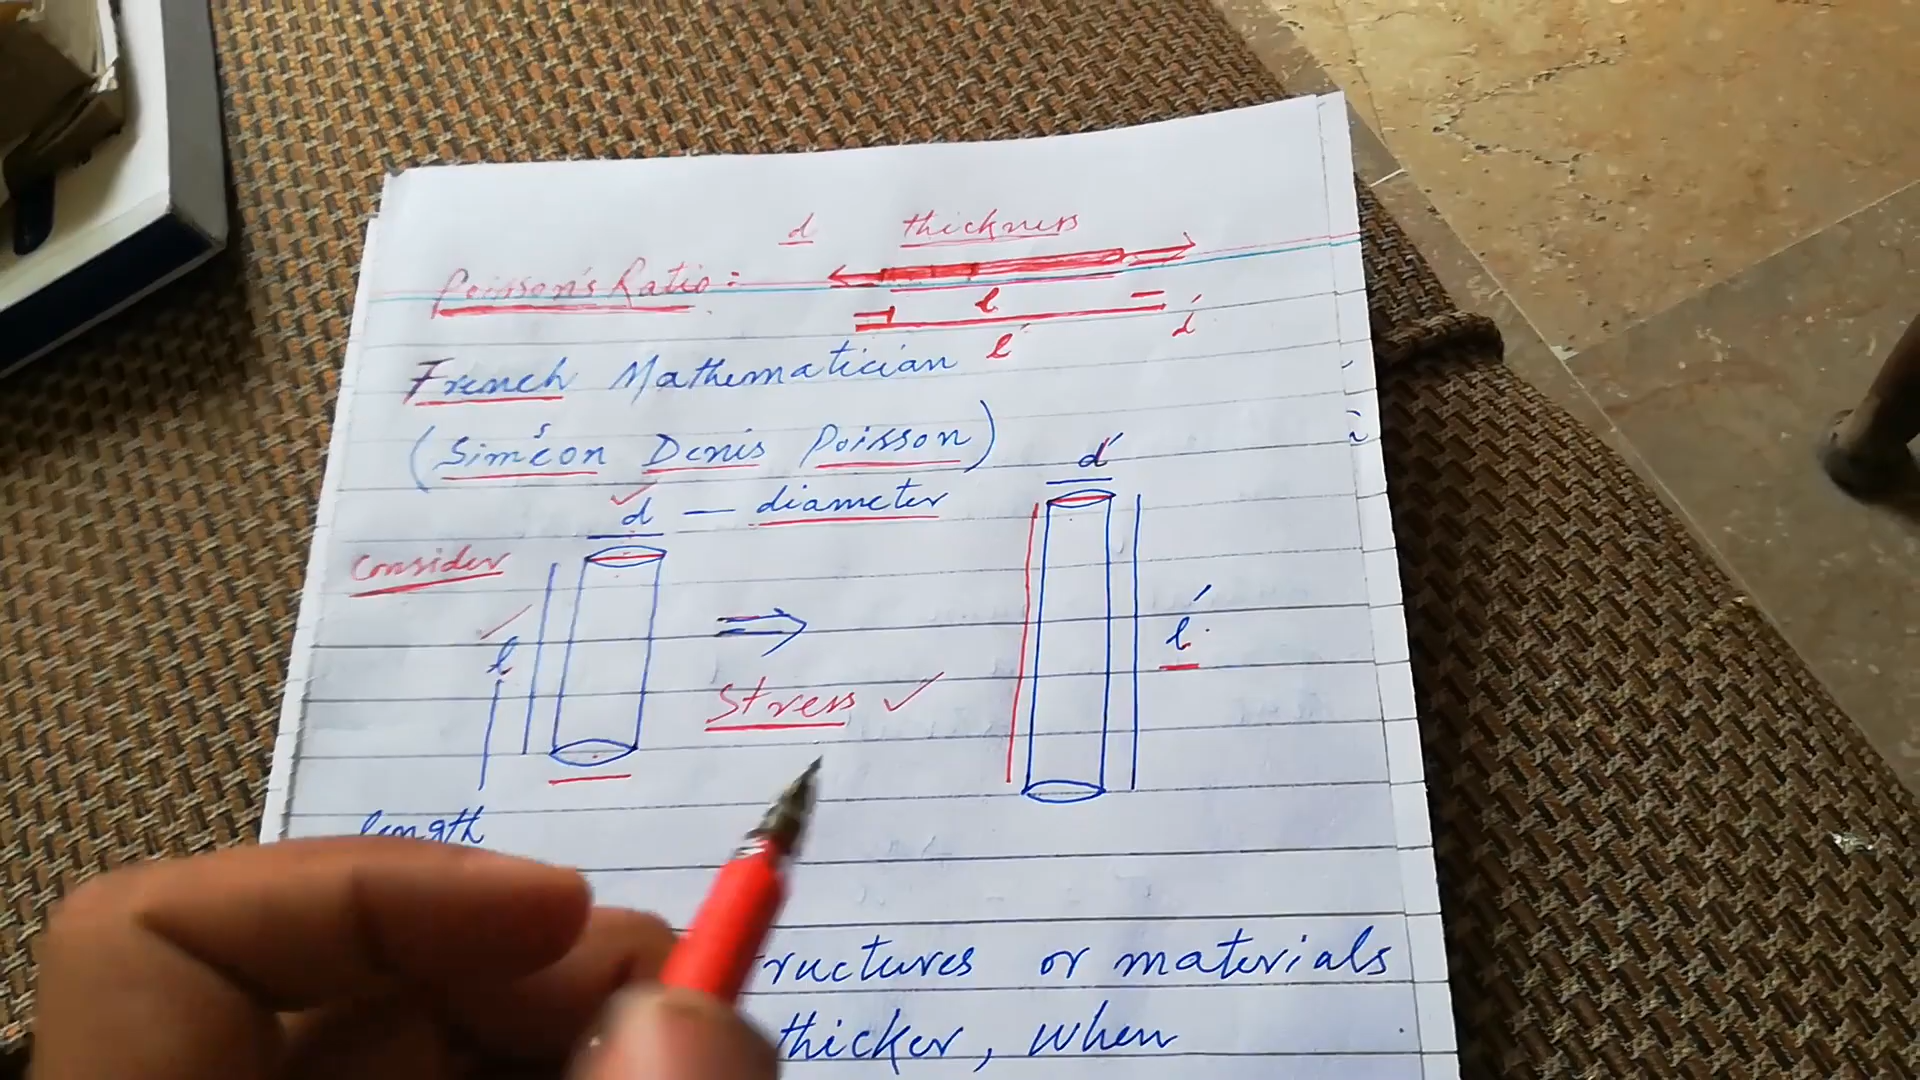 d thickness
Poisson's Ratio:
l
l' d'
French Mathematician
(Siméon Denis Poisson)
d'
d — diameter
Consider
l
l'
Stress ✓
length
ructures or materials
thicker, when